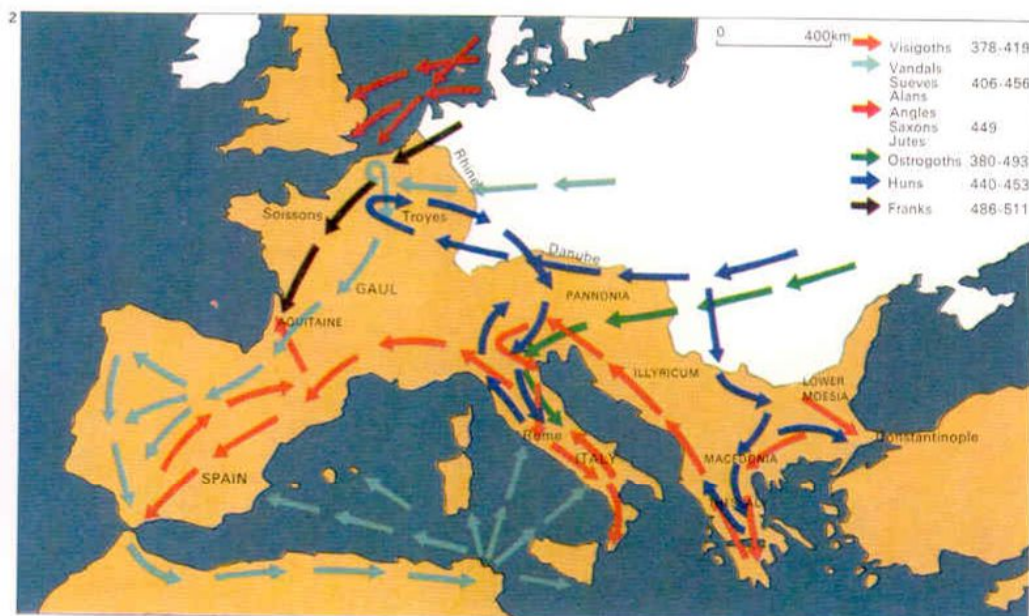 2
0 400km
Visigoths 378-419
Vandals
Sueves 406-456
Alans
Angles
Saxons 449
Jutes
Ostrogoths 380-493
Huns 440-453
Franks 486-511
Rhine
Soissons
Troyes
Danube
GAUL
PANNONIA
AQUITAINE
ILLYRICUM
LOWER
MOESIA
Rome
Constantinople
ITALY
MACEDONIA
SPAIN